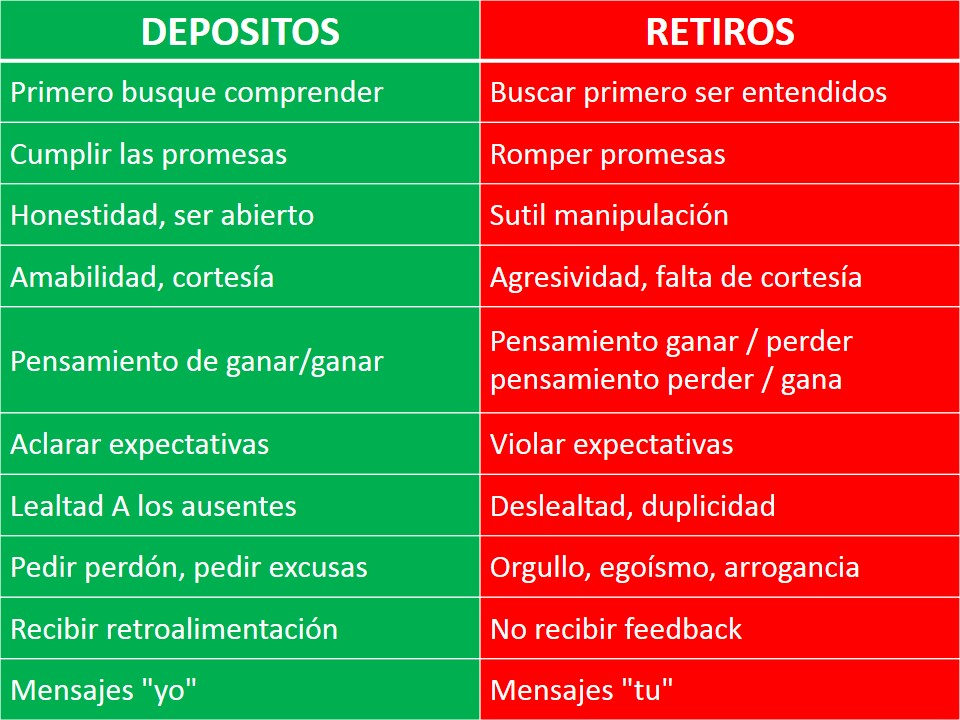 DEPOSITOS
RETIROS
Primero busque comprender
Buscar primero ser entendidos
Cumplir las promesas
Romper promesas
Honestidad, ser abierto
Sutil manipulación
Amabilidad, cortesía
Agresividad, falta de cortesía
Pensamiento de ganar/ganar
Pensamiento ganar / perder
pensamiento perder / gana
Aclarar expectativas
Violar expectativas
Lealtad A los ausentes
Deslealtad, duplicidad
Pedir perdón, pedir excusas
Orgullo, egoísmo, arrogancia
Recibir retroalimentación
No recibir feedback
Mensajes "yo"
Mensajes "tu"